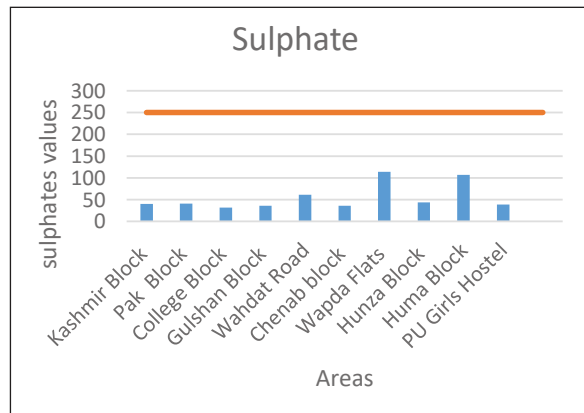 Sulphate
sulphates values
300
250
200
150
100
50
0
Kashmir Block
Pak Block
College Block
Gulshan Block
Wahdat Road
Chenab block
Wapda Flats
Hunza Block
Huma Block
PU Girls Hostel
Areas